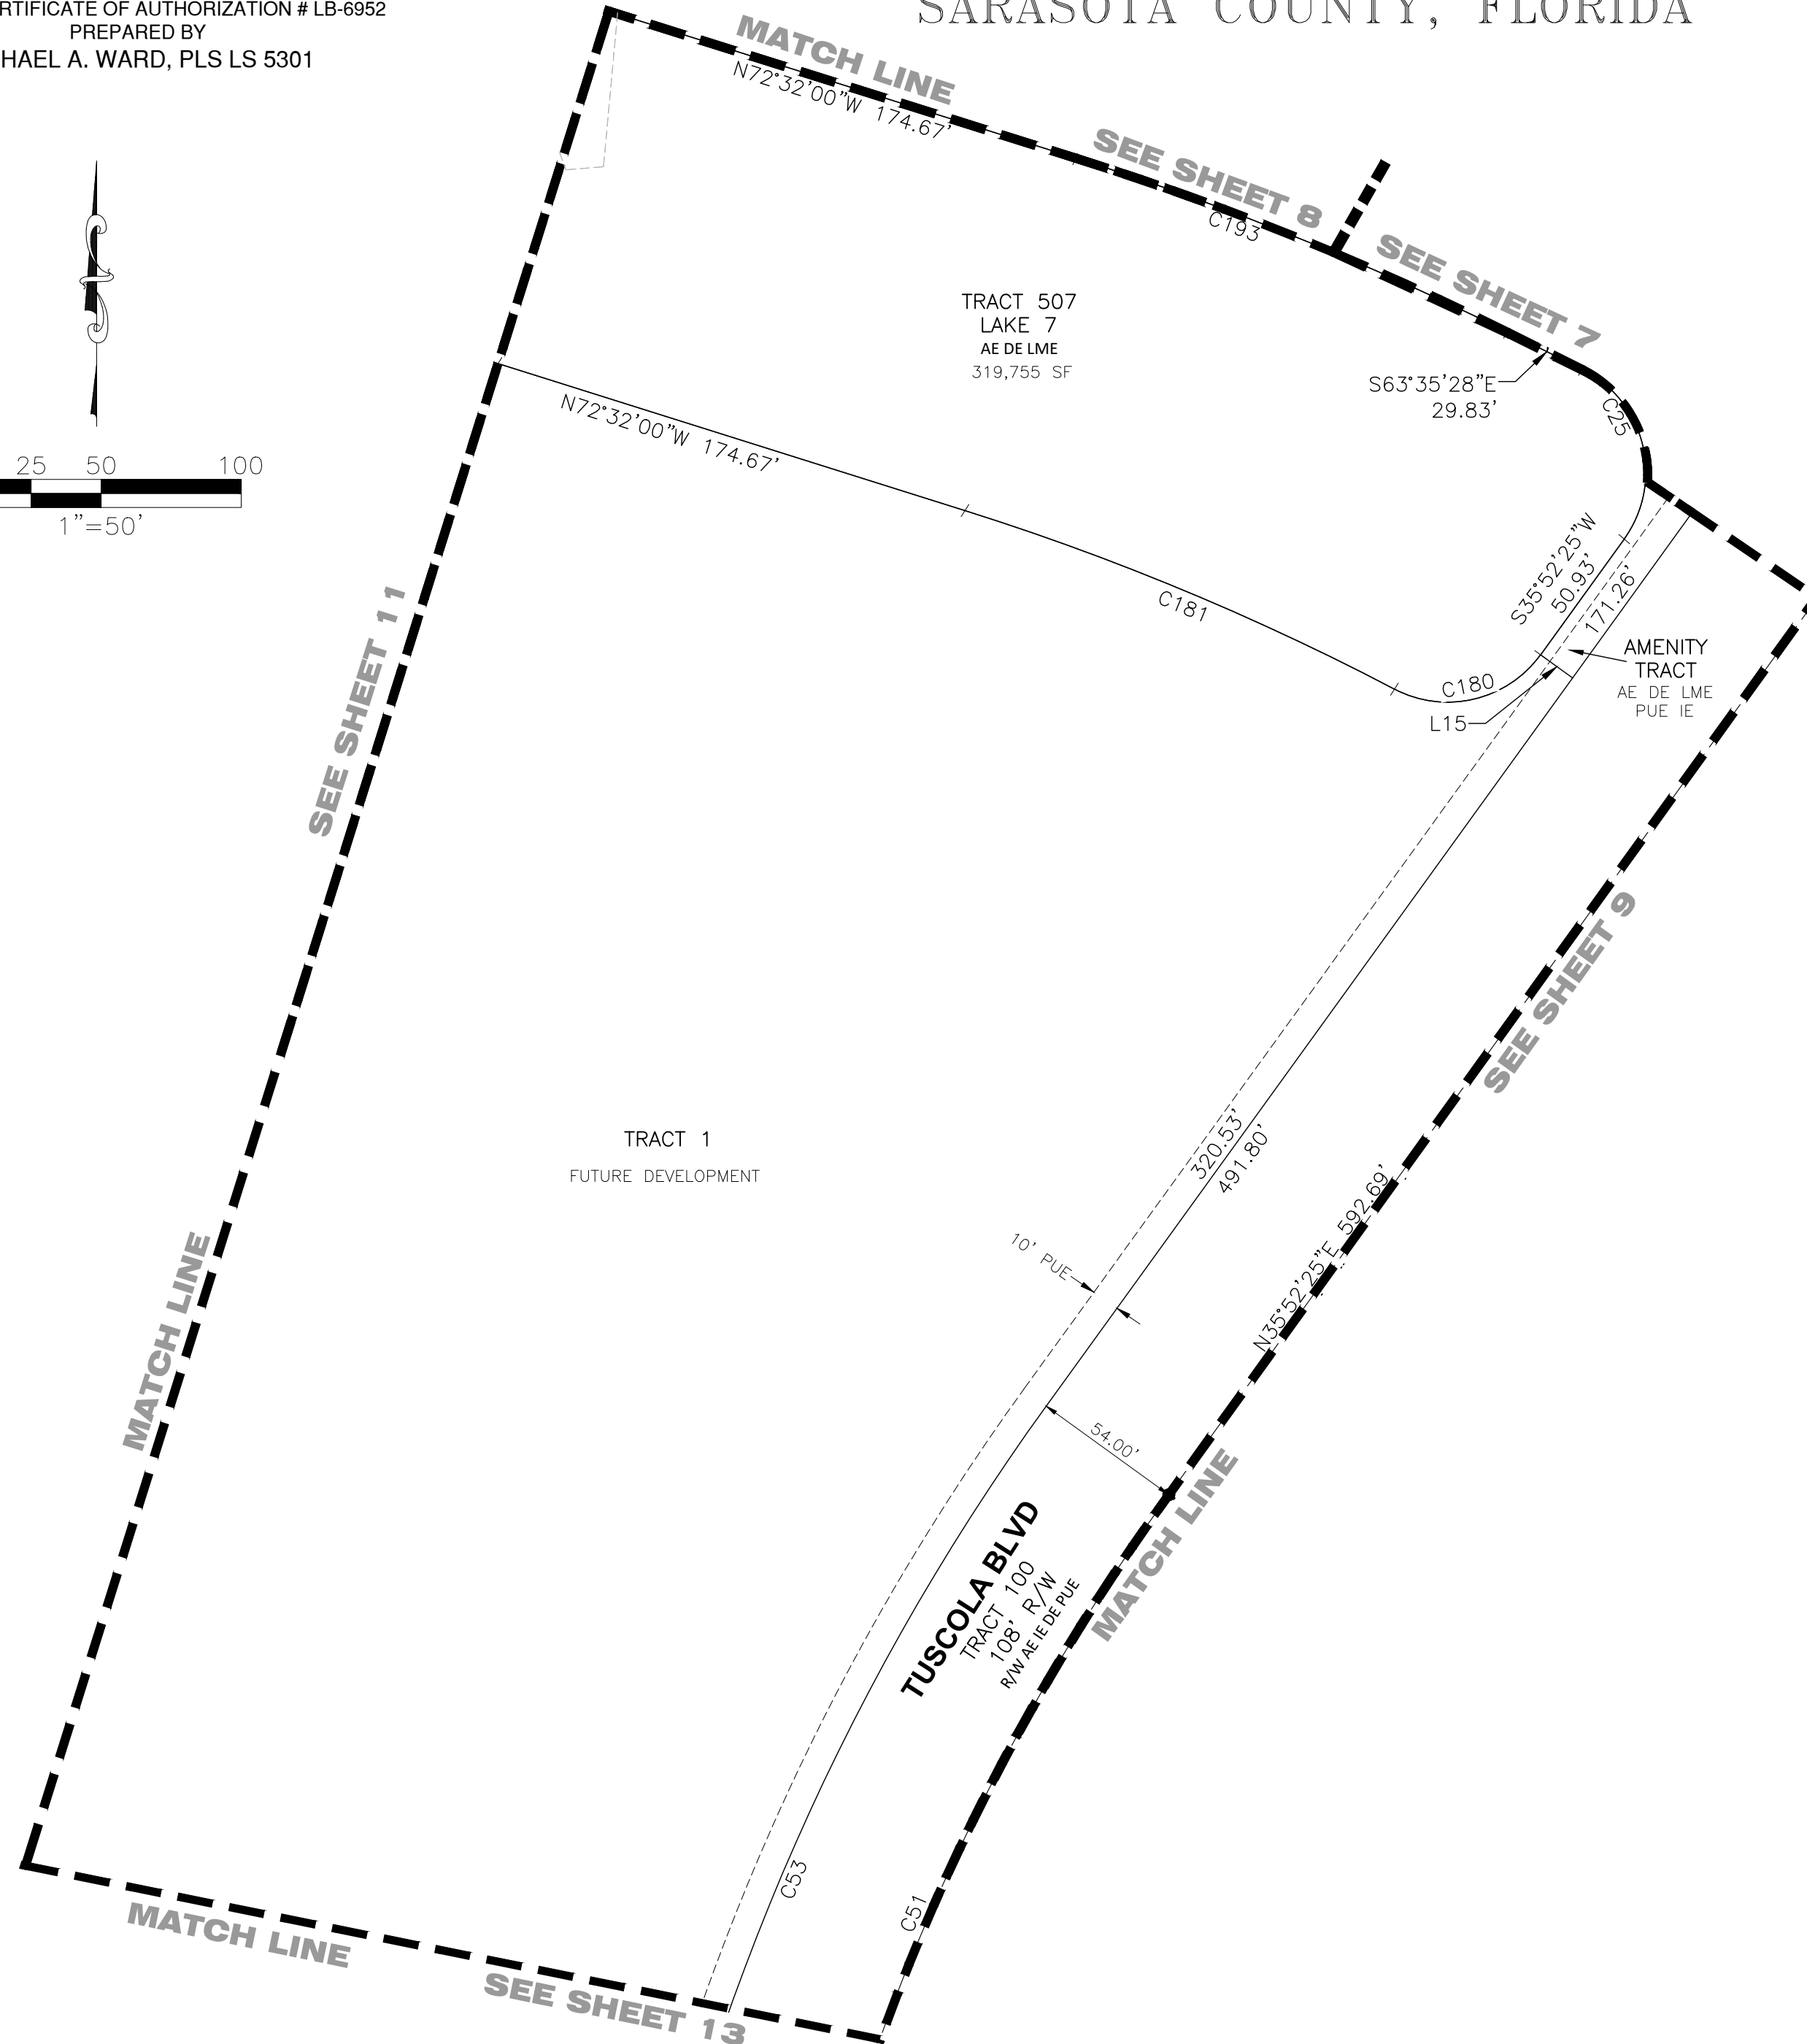 RTIFICATE OF AUTHORIZATION # LB-6952
PREPARED BY
HAEL A. WARD, PLS LS 5301
SARASOTA COUNTY, FLORIDA
MATCH LINE
N72°32'00"W 174.67'
SEE SHEET 8
C193
SEE SHEET 7
TRACT 507
LAKE 7
AE DE LME
319,755 SF
S63°35'28"E
29.83'
C25
N72°32'00"W 174.67'
25 50 100
1"=50'
C181
S35°52'25"W
50.93'
171.26'
AMENITY
TRACT
AE DE LME
PUE IE
C180
L15
SEE SHEET 11
SEE SHEET 9
TRACT 1
FUTURE DEVELOPMENT
320.53'
491.80'
10' PUE
N35°52'25"E 592.69'
MATCH LINE
54.00'
MATCH LINE
TUSCOLA BLVD
TRACT 100
108' R/W
R/W AE IE DE PUE
C53
C51
MATCH LINE
SEE SHEET 13